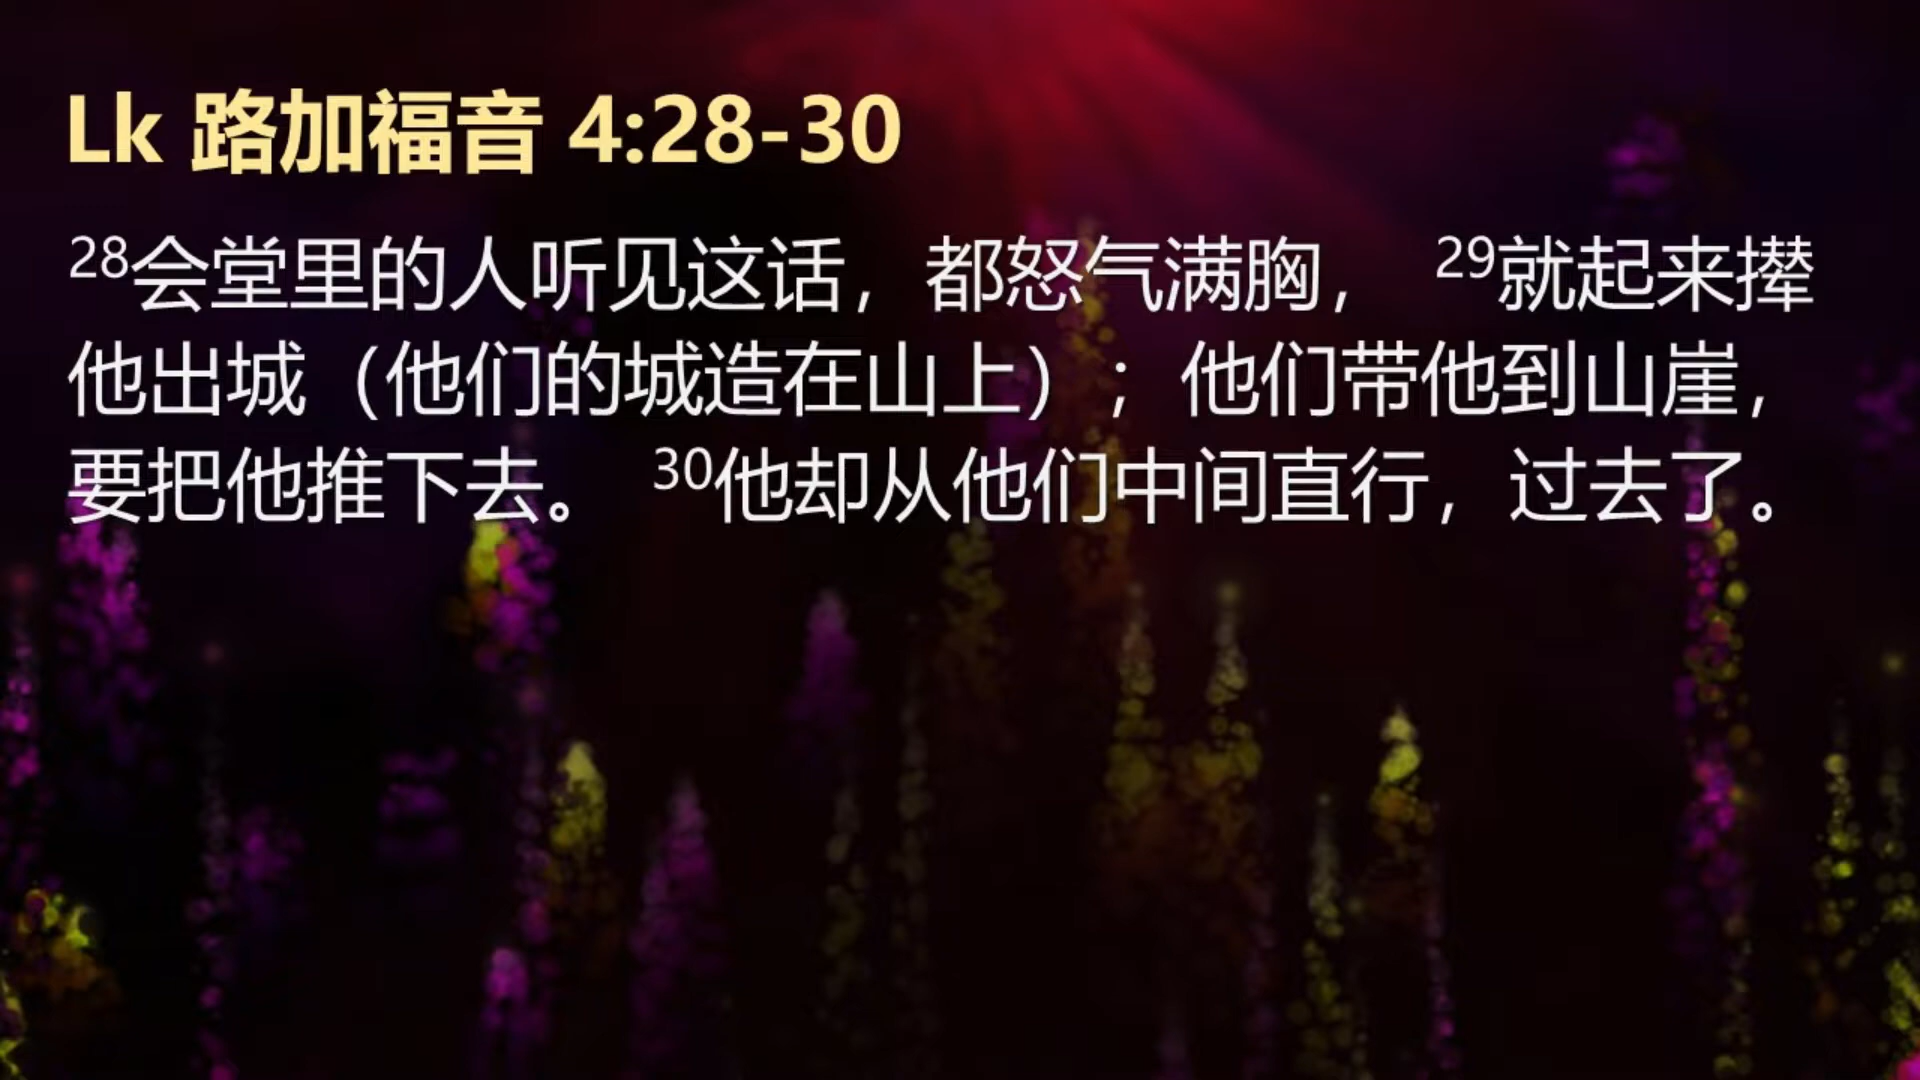 Lk 路加福音 4:28-30
28会堂里的人听见这话，都怒气满胸， 29就起来撵
他出城（他们的城造在山上）；他们带他到山崖，
要把他推下去。 30他却从他们中间直行，过去了。